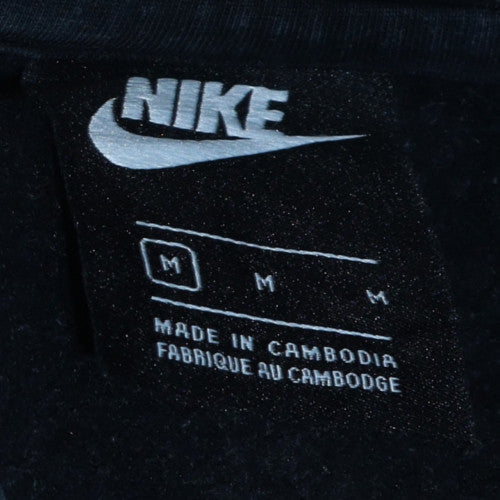 NIKE
M M M
MADE IN CAMBODIA
FABRIQUE AU CAMBODGE